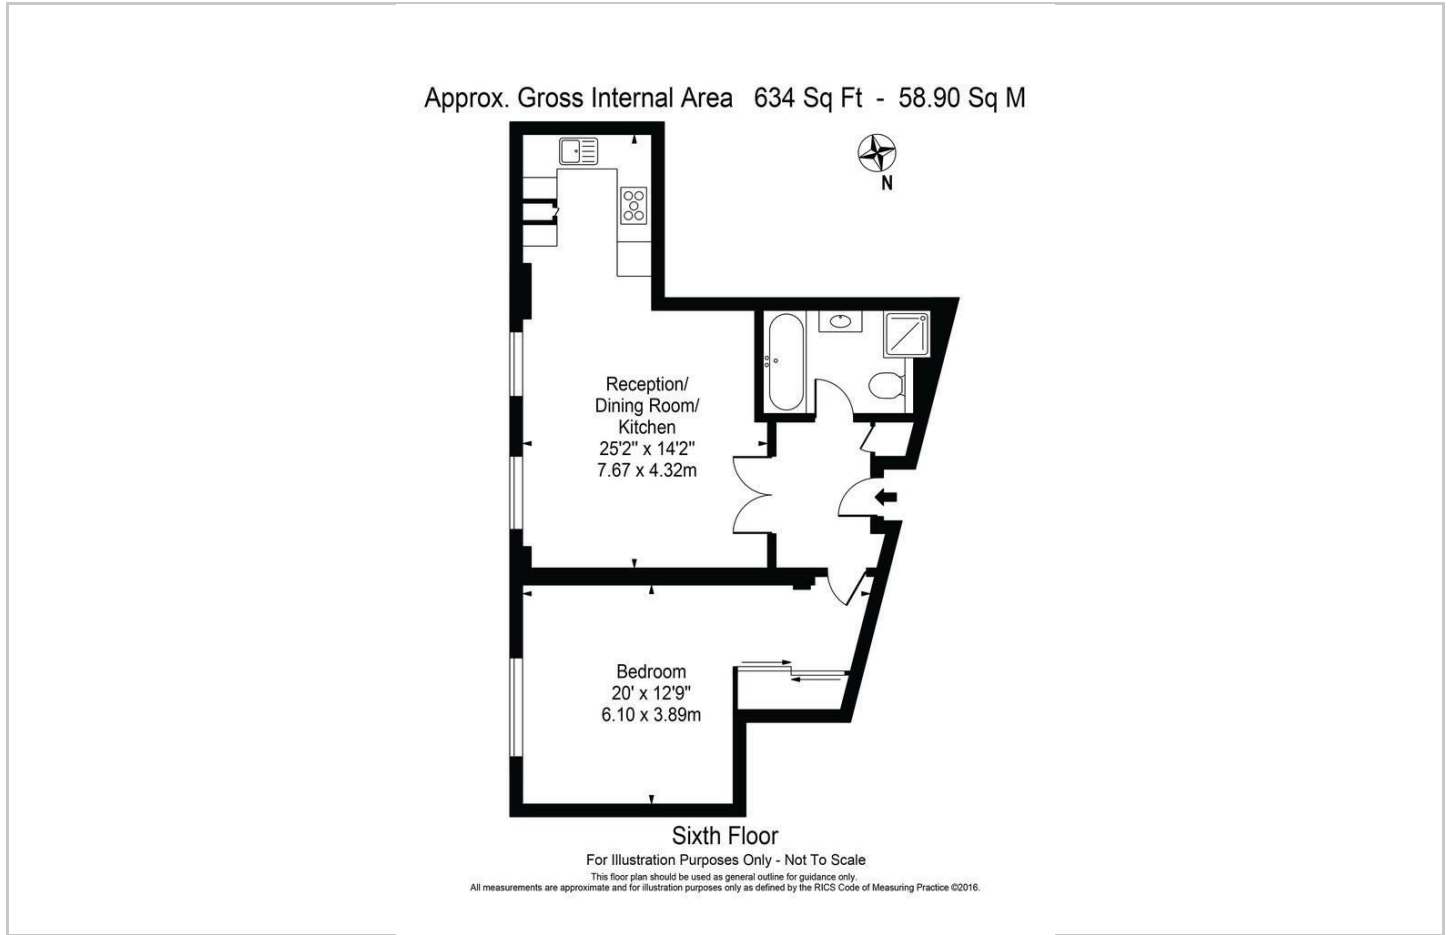 Approx. Gross Internal Area 634 Sq Ft - 58.90 Sq M
N
Reception/
Dining Room/
Kitchen
25'2" x 14'2"
7.67 x 4.32m
Bedroom
20' x 12'9"
6.10 x 3.89m
Sixth Floor
For Illustration Purposes Only - Not To Scale
This floor plan should be used as general outline for guidance only.
All measurements are approximate and for illustration purposes only as defined by the RICS Code of Measuring Practice ©2016.